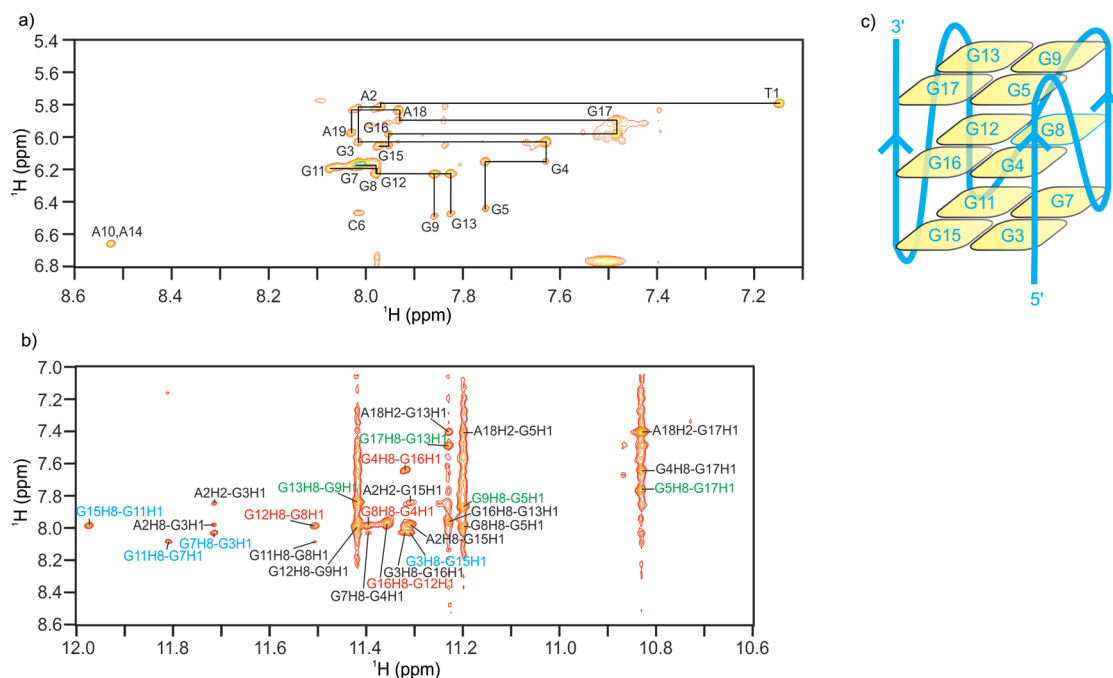 a)
5.4
5.6
5.8
6.0
6.2
6.4
6.6
6.8
¹H (ppm)
A2
T1
A18
G17
A19
G16
G3
G15
G4
G11
G7
G8
G12
G5
C6
G9
G13
A10,A14
8.6
8.4
8.2
8.0
7.8
7.6
7.4
7.2
¹H (ppm)
b)
7.0
7.2
7.4
7.6
7.8
8.0
8.2
8.4
8.6
¹H (ppm)
A18H2-G13H1
G17H8-G13H1
A18H2-G5H1
A18H2-G17H1
G4H8-G16H1
G4H8-G17H1
G13H8-G9H1
A2H2-G15H1
G5H8-G17H1
A2H2-G3H1
G9H8-G5H1
G15H8-G11H1
G12H8-G8H1
G8H8-G4H1
G16H8-G13H1
A2H8-G3H1
G8H8-G5H1
G7H8-G3H1
A2H8-G15H1
G11H8-G7H1
G11H8-G8H1
G3H8-G15H1
G12H8-G9H1
G3H8-G16H1
G16H8-G12H1
G7H8-G4H1
12.0
11.8
11.6
11.4
11.2
11.0
10.8
10.6
¹H (ppm)
c)
3'
G13
G9
G17
G5
G12
G8
G16
G4
G11
G7
G15
G3
5'